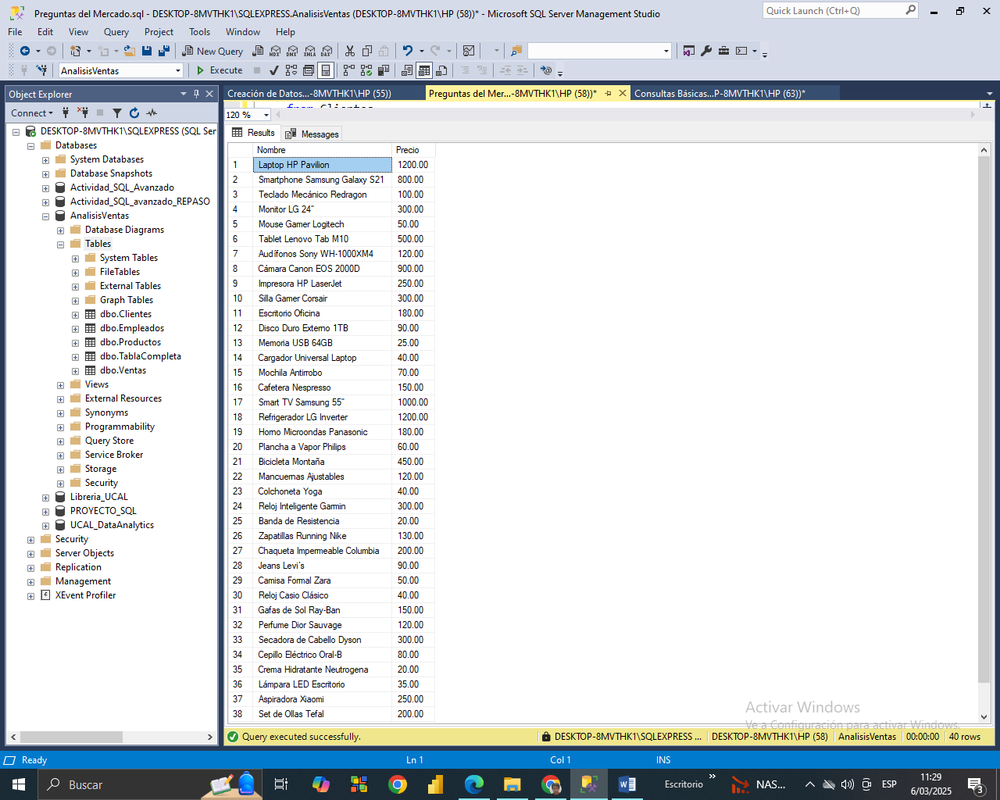 Preguntas del Mercado.sql - DESKTOP-8MVTHK1\SQLEXPRESS.AnalisisVentas (DESKTOP-8MVTHK1\HP (58))* - Microsoft SQL Server Management Studio
Quick Launch (Ctrl+Q)
File Edit View Query Project Tools Window Help
New Query MDX DMX XMLA DAX
AnalisisVentas Execute
Object Explorer
Creación de Datos...-8MVTHK1\HP (55)) Preguntas del Mer...-8MVTHK1\HP (58))* Consultas Básicas...P-8MVTHK1\HP (63))*
Connect
from Clientes
120 %
Results Messages
DESKTOP-8MVTHK1\SQLEXPRESS (SQL Ser
Databases
System Databases
Database Snapshots
Actividad_SQL_Avanzado
Actividad_SQL_avanzado_REPASO
AnalisisVentas
Database Diagrams
Tables
System Tables
FileTables
External Tables
Graph Tables
dbo.Clientes
dbo.Empleados
dbo.Productos
dbo.TablaCompleta
dbo.Ventas
Views
External Resources
Synonyms
Programmability
Query Store
Service Broker
Storage
Security
Libreria_UCAL
PROYECTO_SQL
UCAL_DataAnalytics
Security
Server Objects
Replication
Management
XEvent Profiler
Nombre Precio
1 Laptop HP Pavilion 1200.00
2 Smartphone Samsung Galaxy S21 800.00
3 Teclado Mecánico Redragon 100.00
4 Monitor LG 24" 300.00
5 Mouse Gamer Logitech 50.00
6 Tablet Lenovo Tab M10 500.00
7 Audífonos Sony WH-1000XM4 120.00
8 Cámara Canon EOS 2000D 900.00
9 Impresora HP LaserJet 250.00
10 Silla Gamer Corsair 300.00
11 Escritorio Oficina 180.00
12 Disco Duro Externo 1TB 90.00
13 Memoria USB 64GB 25.00
14 Cargador Universal Laptop 40.00
15 Mochila Antirrobo 70.00
16 Cafetera Nespresso 150.00
17 Smart TV Samsung 55" 1000.00
18 Refrigerador LG Inverter 1200.00
19 Horno Microondas Panasonic 180.00
20 Plancha a Vapor Philips 60.00
21 Bicicleta Montaña 450.00
22 Mancuernas Ajustables 120.00
23 Colchoneta Yoga 40.00
24 Reloj Inteligente Garmin 300.00
25 Banda de Resistencia 20.00
26 Zapatillas Running Nike 130.00
27 Chaqueta Impermeable Columbia 200.00
28 Jeans Levi's 90.00
29 Camisa Formal Zara 50.00
30 Reloj Casio Clásico 40.00
31 Gafas de Sol Ray-Ban 150.00
32 Perfume Dior Sauvage 120.00
33 Secadora de Cabello Dyson 300.00
34 Cepillo Eléctrico Oral-B 80.00
35 Crema Hidratante Neutrogena 20.00
36 Lámpara LED Escritorio 35.00
37 Aspiradora Xiaomi 250.00
38 Set de Ollas Tefal 200.00
Activar Windows
Ve a Configuración para activar Windows.
Query executed successfully. DESKTOP-8MVTHK1\SQLEXPRESS ... DESKTOP-8MVTHK1\HP (58) AnalisisVentas 00:00:00 40 rows
Ready Ln 1 Col 1 INS
Buscar Escritorio » NAS... ESP 11:29
6/03/2025 3